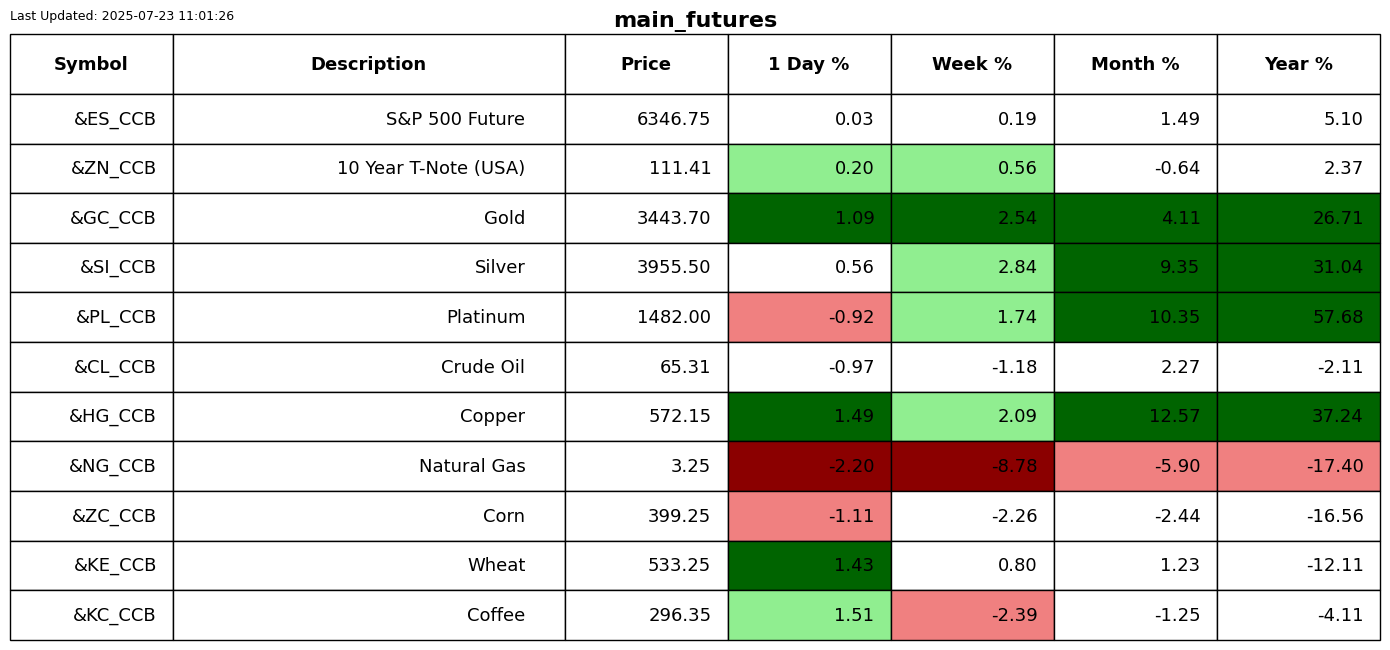 Last Updated: 2025-07-23 11:01:26
main_futures
Symbol Description Price 1 Day % Week % Month % Year %
&ES_CCB S&P 500 Future 6346.75 0.03 0.19 1.49 5.10
&ZN_CCB 10 Year T-Note (USA) 111.41 0.20 0.56 -0.64 2.37
&GC_CCB Gold 3443.70 1.09 2.54 4.11 26.71
&SI_CCB Silver 3955.50 0.56 2.84 9.35 31.04
&PL_CCB Platinum 1482.00 -0.92 1.74 10.35 57.68
&CL_CCB Crude Oil 65.31 -0.97 -1.18 2.27 -2.11
&HG_CCB Copper 572.15 1.49 2.09 12.57 37.24
&NG_CCB Natural Gas 3.25 -2.20 -8.78 -5.90 -17.40
&ZC_CCB Corn 399.25 -1.11 -2.26 -2.44 -16.56
&KE_CCB Wheat 533.25 1.43 0.80 1.23 -12.11
&KC_CCB Coffee 296.35 1.51 -2.39 -1.25 -4.11